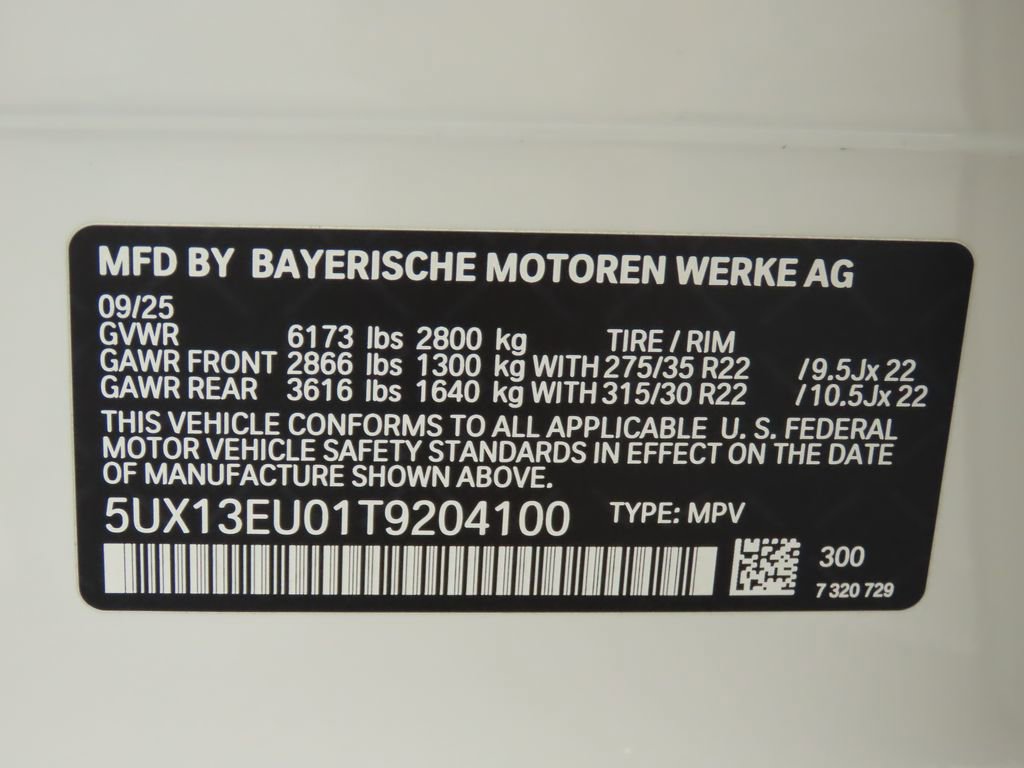 MFD BY BAYERISCHE MOTOREN WERKE AG
09/25
GVWR 6173 lbs 2800 kg TIRE / RIM
GAWR FRONT 2866 lbs 1300 kg WITH 275/35 R22 /9.5Jx 22
GAWR REAR 3616 lbs 1640 kg WITH 315/30 R22 /10.5Jx 22
THIS VEHICLE CONFORMS TO ALL APPLICABLE U. S. FEDERAL
MOTOR VEHICLE SAFETY STANDARDS IN EFFECT ON THE DATE
OF MANUFACTURE SHOWN ABOVE.
5UX13EU01T9204100 TYPE: MPV
300
7 320 729